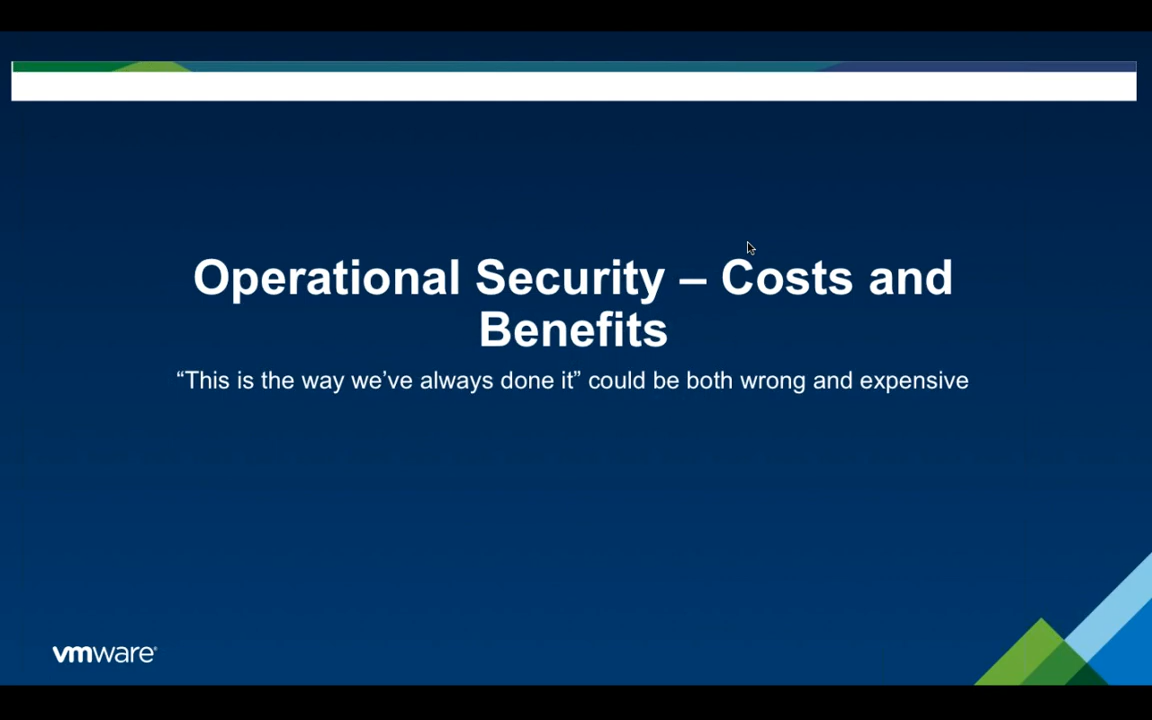 Operational Security – Costs and
Benefits
“This is the way we’ve always done it” could be both wrong and expensive
vmware®